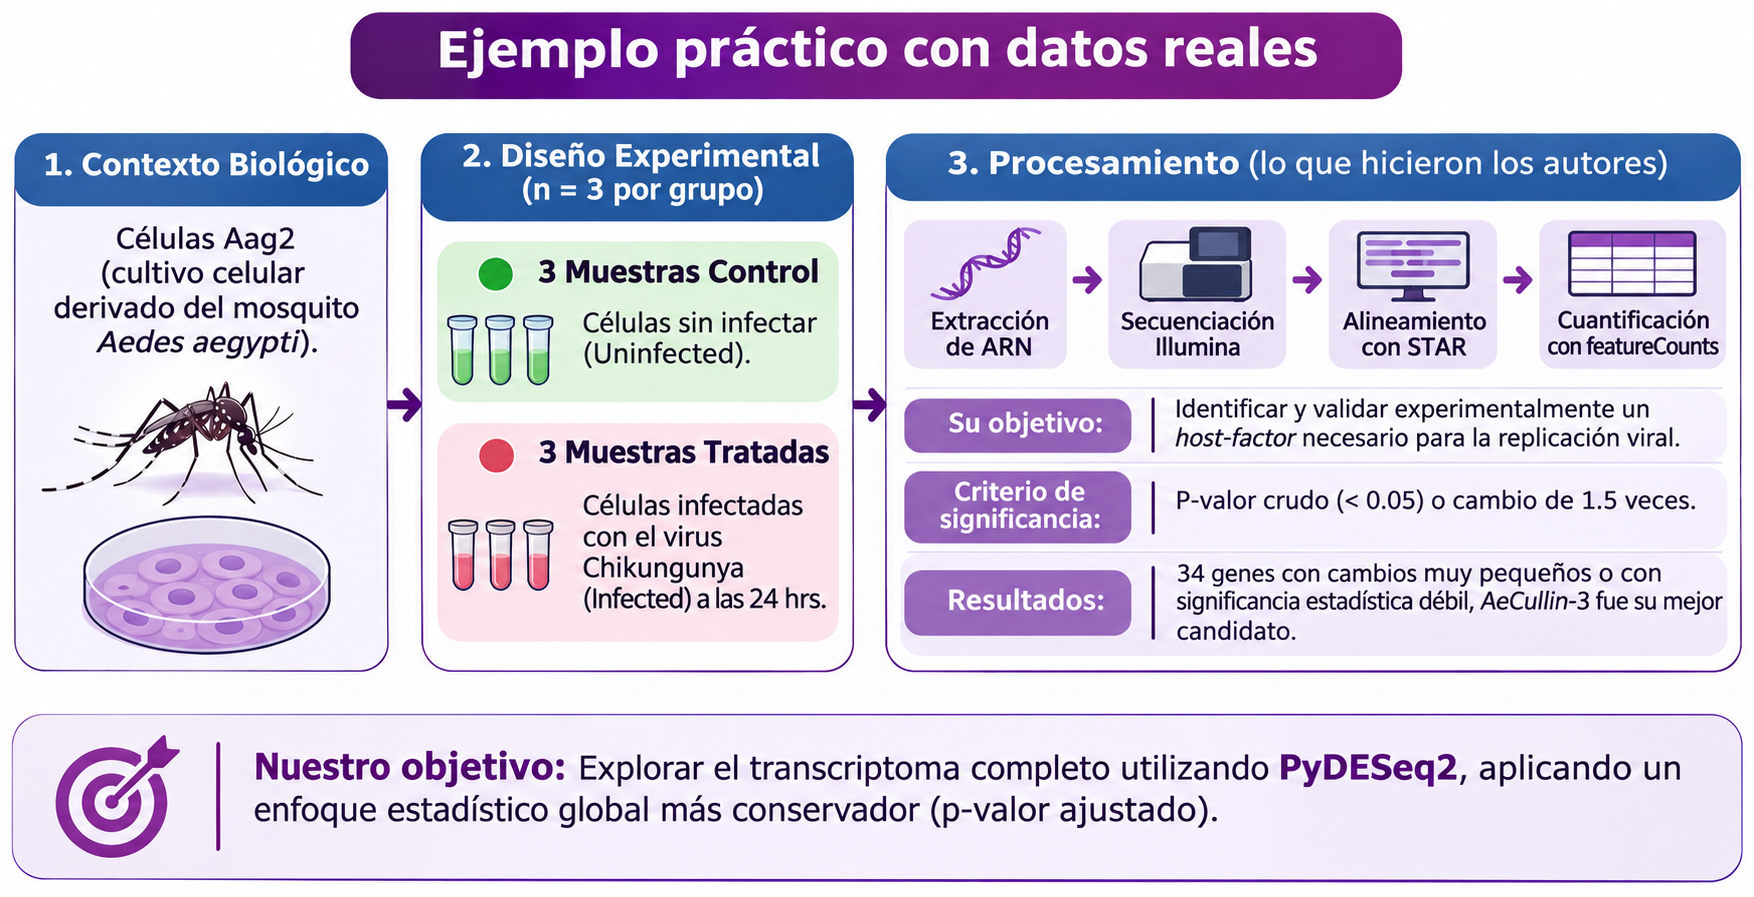 Ejemplo práctico con datos reales
1. Contexto Biológico
Células Aag2
(cultivo celular
derivado del mosquito
Aedes aegypti).
2. Diseño Experimental
(n = 3 por grupo)
3 Muestras Control
Células sin infectar
(Uninfected).
3 Muestras Tratadas
Células infectadas
con el virus
Chikungunya
(Infected) a las 24 hrs.
3. Procesamiento (lo que hicieron los autores)
Extracción
de ARN
Secuenciación
Illumina
Alineamiento
con STAR
Cuantificación
con featureCounts
Su objetivo:
Identificar y validar experimentalmente un
host-factor necesario para la replicación viral.
Criterio de
significancia:
P-valor crudo (< 0.05) o cambio de 1.5 veces.
Resultados:
34 genes con cambios muy pequeños o con
significancia estadística débil, AeCullin-3 fue su mejor
candidato.
Nuestro objetivo: Explorar el transcriptoma completo utilizando PyDESeq2, aplicando un
enfoque estadístico global más conservador (p-valor ajustado).